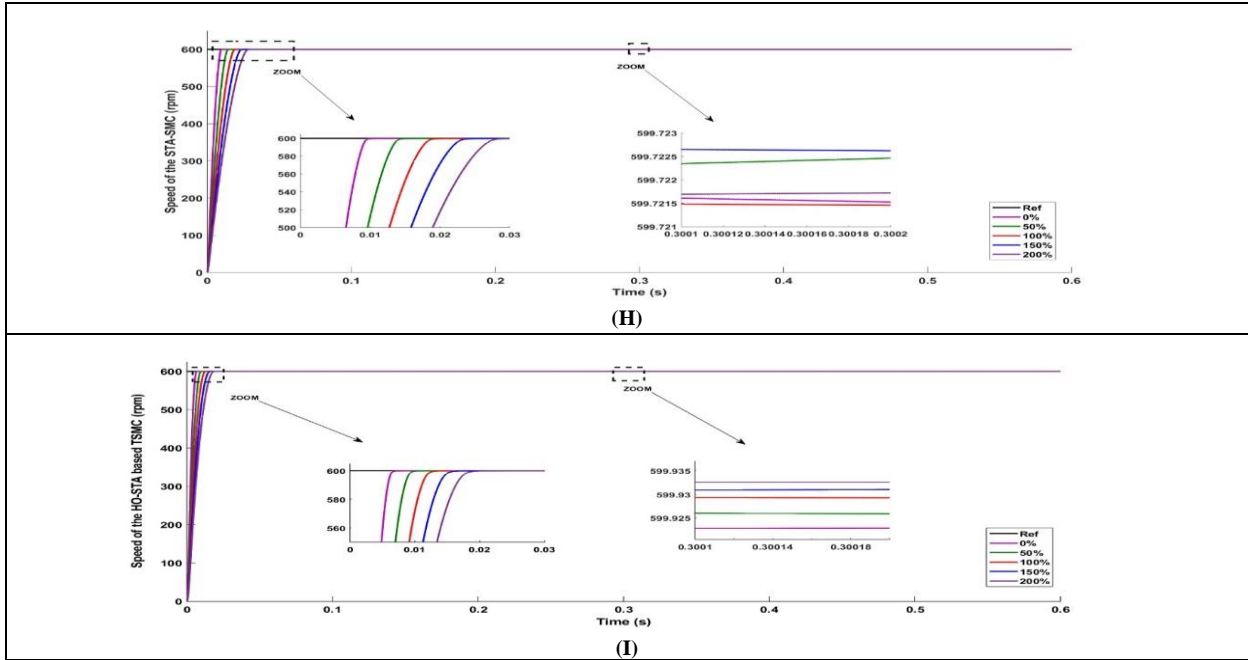 Speed of the STA-SMC (rpm)
600
500
400
300
200
100
0
0 0.1 0.2 0.3 0.4 0.5 0.6
Time (s)
ZOOM
600
580
560
540
520
500
0 0.01 0.02 0.03
ZOOM
599.723
599.7225
599.722
599.7215
599.721
0.3001 0.30012 0.30014 0.30016 0.30018 0.3002
Ref
0%
50%
100%
150%
200%
(H)
Speed of the HO-STA based TSMC (rpm)
600
500
400
300
200
100
0
0 0.1 0.2 0.3 0.4 0.5 0.6
Time (s)
ZOOM
600
580
560
0 0.01 0.02 0.03
ZOOM
599.935
599.93
599.925
0.3001 0.30014 0.30018
Ref
0%
50%
100%
150%
200%
(I)